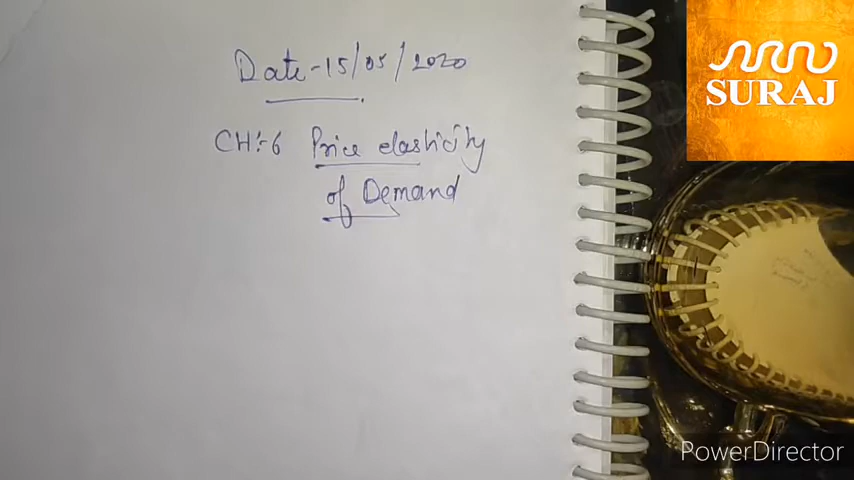 Date-15/05/2020
CH:-6 Price elasticity
of Demand
SURAJ
PowerDirector